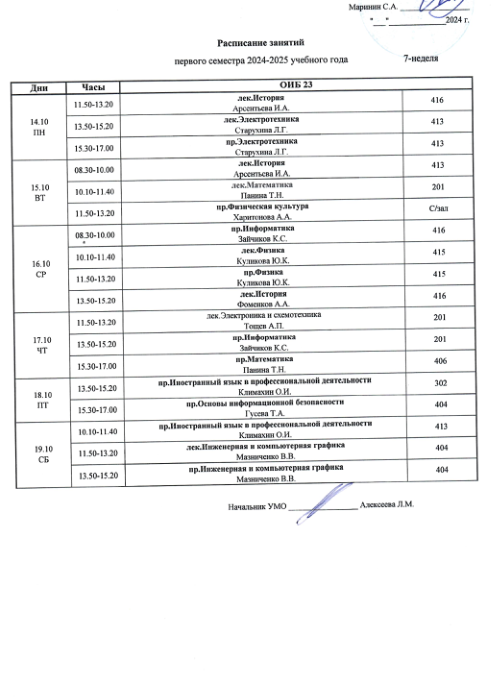 Маринин С.А. ________________
"___" ______________2024 г.
Расписание занятий
первого семестра 2024-2025 учебного года 7-неделя
Дни Часы ОИБ 23
14.10 ПН
11.50-13.20 лек.История 416
Арсентьева И.А.
13.50-15.20 лек.Электротехника 413
Старухина Л.Г.
15.30-17.00 пр.Электротехника 413
Старухина Л.Г.
15.10 ВТ
08.30-10.00 лек.История 413
Арсентьева И.А.
10.10-11.40 лек.Математика 201
Панина Т.Н.
11.50-13.20 пр.Физическая культура С/зал
Харитонова А.А.
16.10 СР
08.30-10.00 пр.Информатика 416
Зайчиков К.С.
10.10-11.40 лек.Физика 415
Куликова Ю.К.
11.50-13.20 пр.Физика 415
Куликова Ю.К.
13.50-15.20 лек.История 416
Фоменков А.А.
17.10 ЧТ
11.50-13.20 лек.Электроника и схемотехника 201
Тощев А.П.
13.50-15.20 пр.Информатика 201
Зайчиков К.С.
15.30-17.00 пр.Математика 406
Панина Т.Н.
18.10 ПТ
13.50-15.20 пр.Иностранный язык в профессиональной деятельности 302
Климахин О.И.
15.30-17.00 пр.Основы информационной безопасности 404
Гусева Т.А.
19.10 СБ
10.10-11.40 пр.Иностранный язык в профессиональной деятельности 413
Климахин О.И.
11.50-13.20 лек.Инженерная и компьютерная графика 404
Мазниченко В.В.
13.50-15.20 пр.Инженерная и компьютерная графика 404
Мазниченко В.В.
Начальник УМО ________________ Алексеева Л.М.